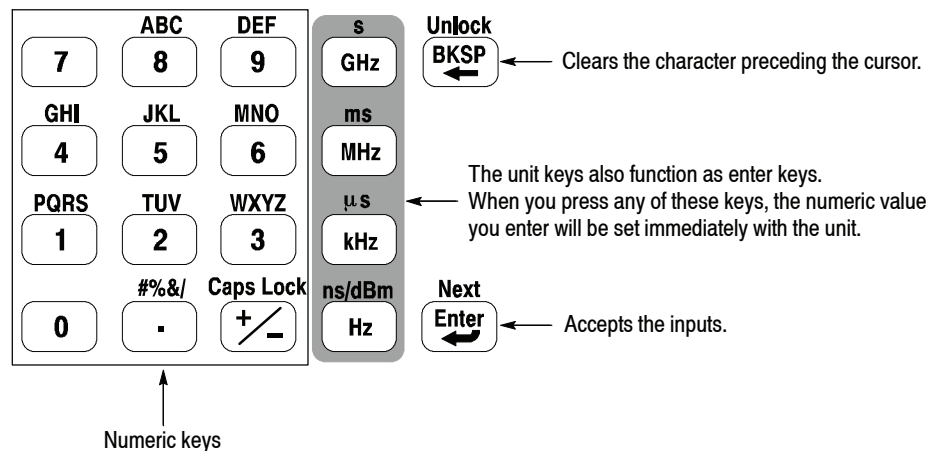 ABC DEF s Unlock
7 8 9 GHz BKSP Clears the character preceding the cursor.
GHI JKL MNO ms
4 5 6 MHz
The unit keys also function as enter keys.
PQRS TUV WXYZ μs When you press any of these keys, the numeric value
1 2 3 kHz you enter will be set immediately with the unit.
#%&/ Caps Lock ns/dBm Next
0 . +/- Hz Enter Accepts the inputs.
Numeric keys